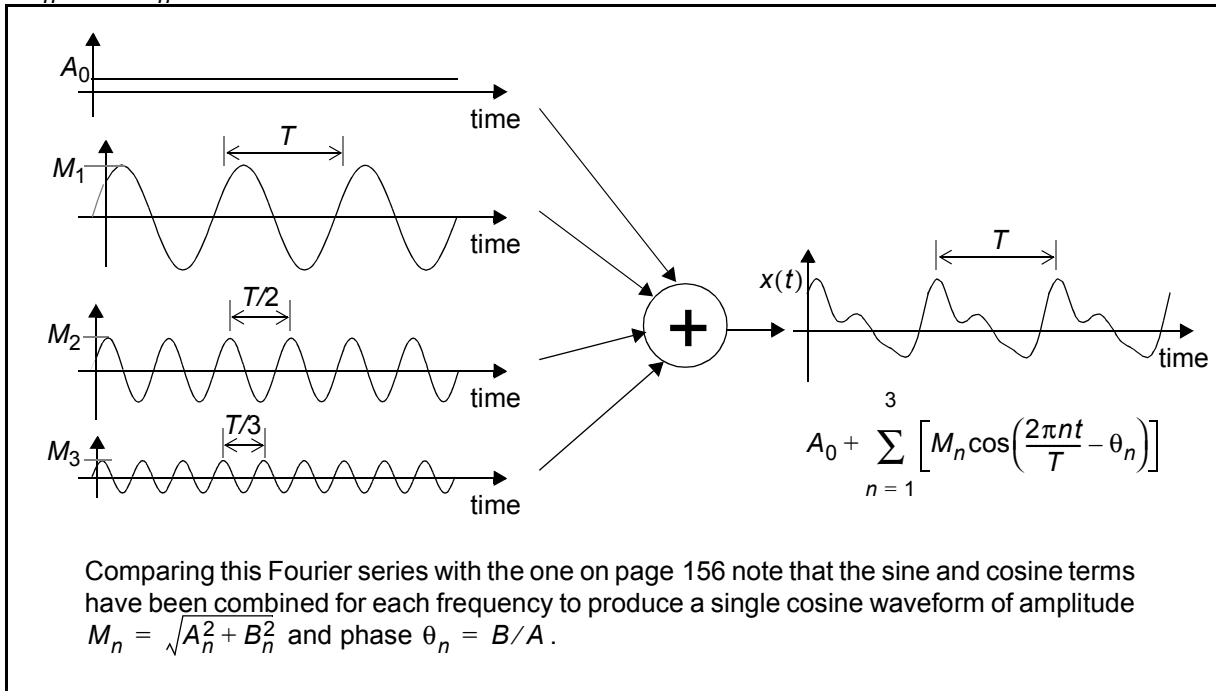 A₀
time
T
M₁
time
T/2
M₂
time
T/3
M₃
time
+
T
x(t)
time
A₀ + ∑ₙ₌₁³ [Mₙ cos(2πnt/T − θₙ)]
Comparing this Fourier series with the one on page 156 note that the sine and cosine terms
have been combined for each frequency to produce a single cosine waveform of amplitude
Mₙ = √(Aₙ² + Bₙ²) and phase θₙ = B/A .